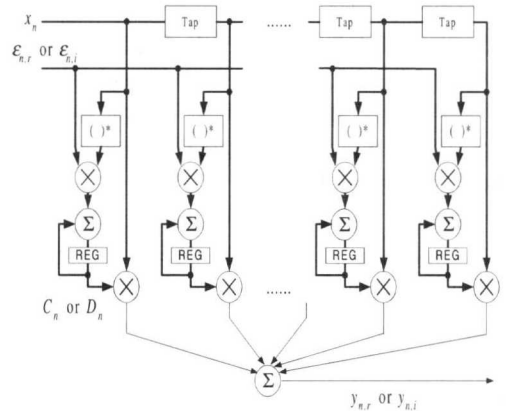 x_n Tap ...... Tap Tap
ε_{n,r} or ε_{n,i}
......
( )* ( )* ( )* ( )*
× × × ×
Σ Σ Σ Σ
REG REG REG REG
× × × ×
......
C_n or D_n
Σ
y_{n,r} or y_{n,i}